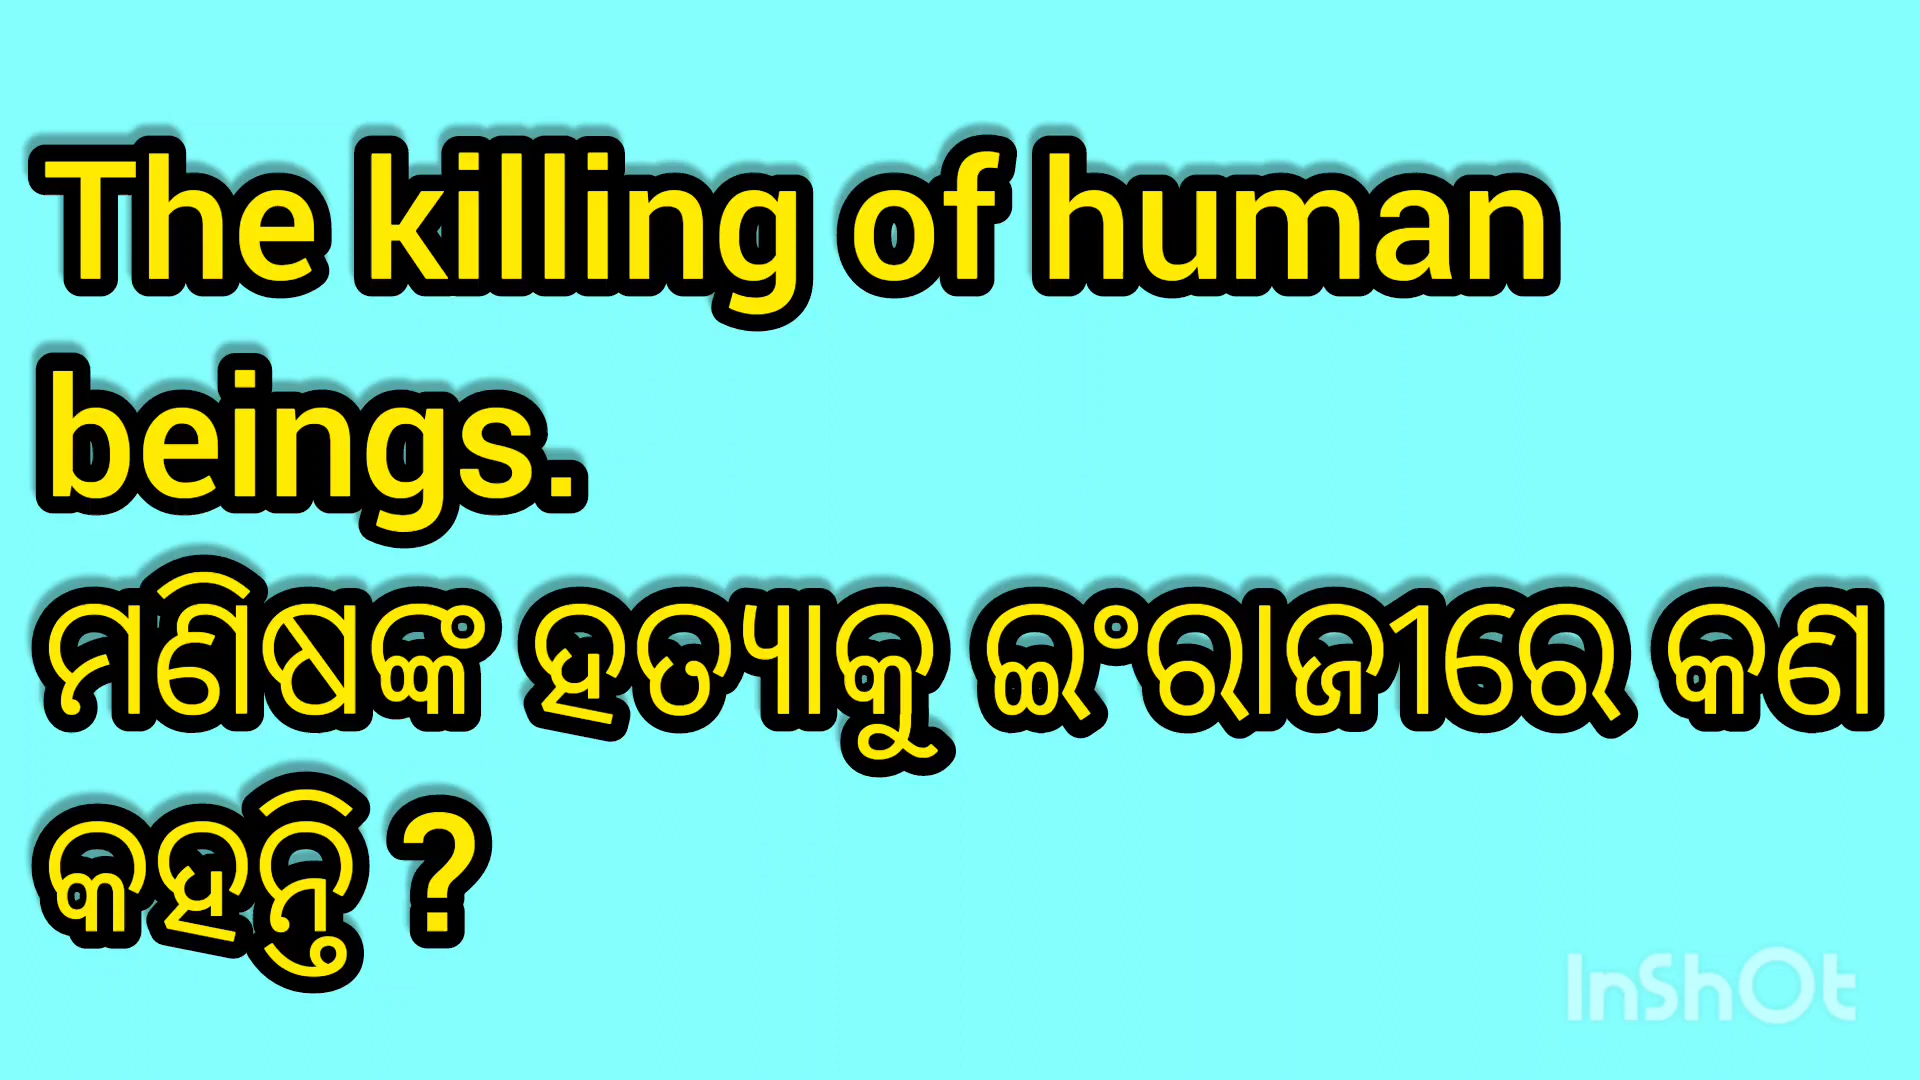 The killing of human
beings.
ମଣିଷଙ୍କ ହତ୍ୟାକୁ ଇଂରାଜୀରେ କଣ
କହନ୍ତି ?
InShOt